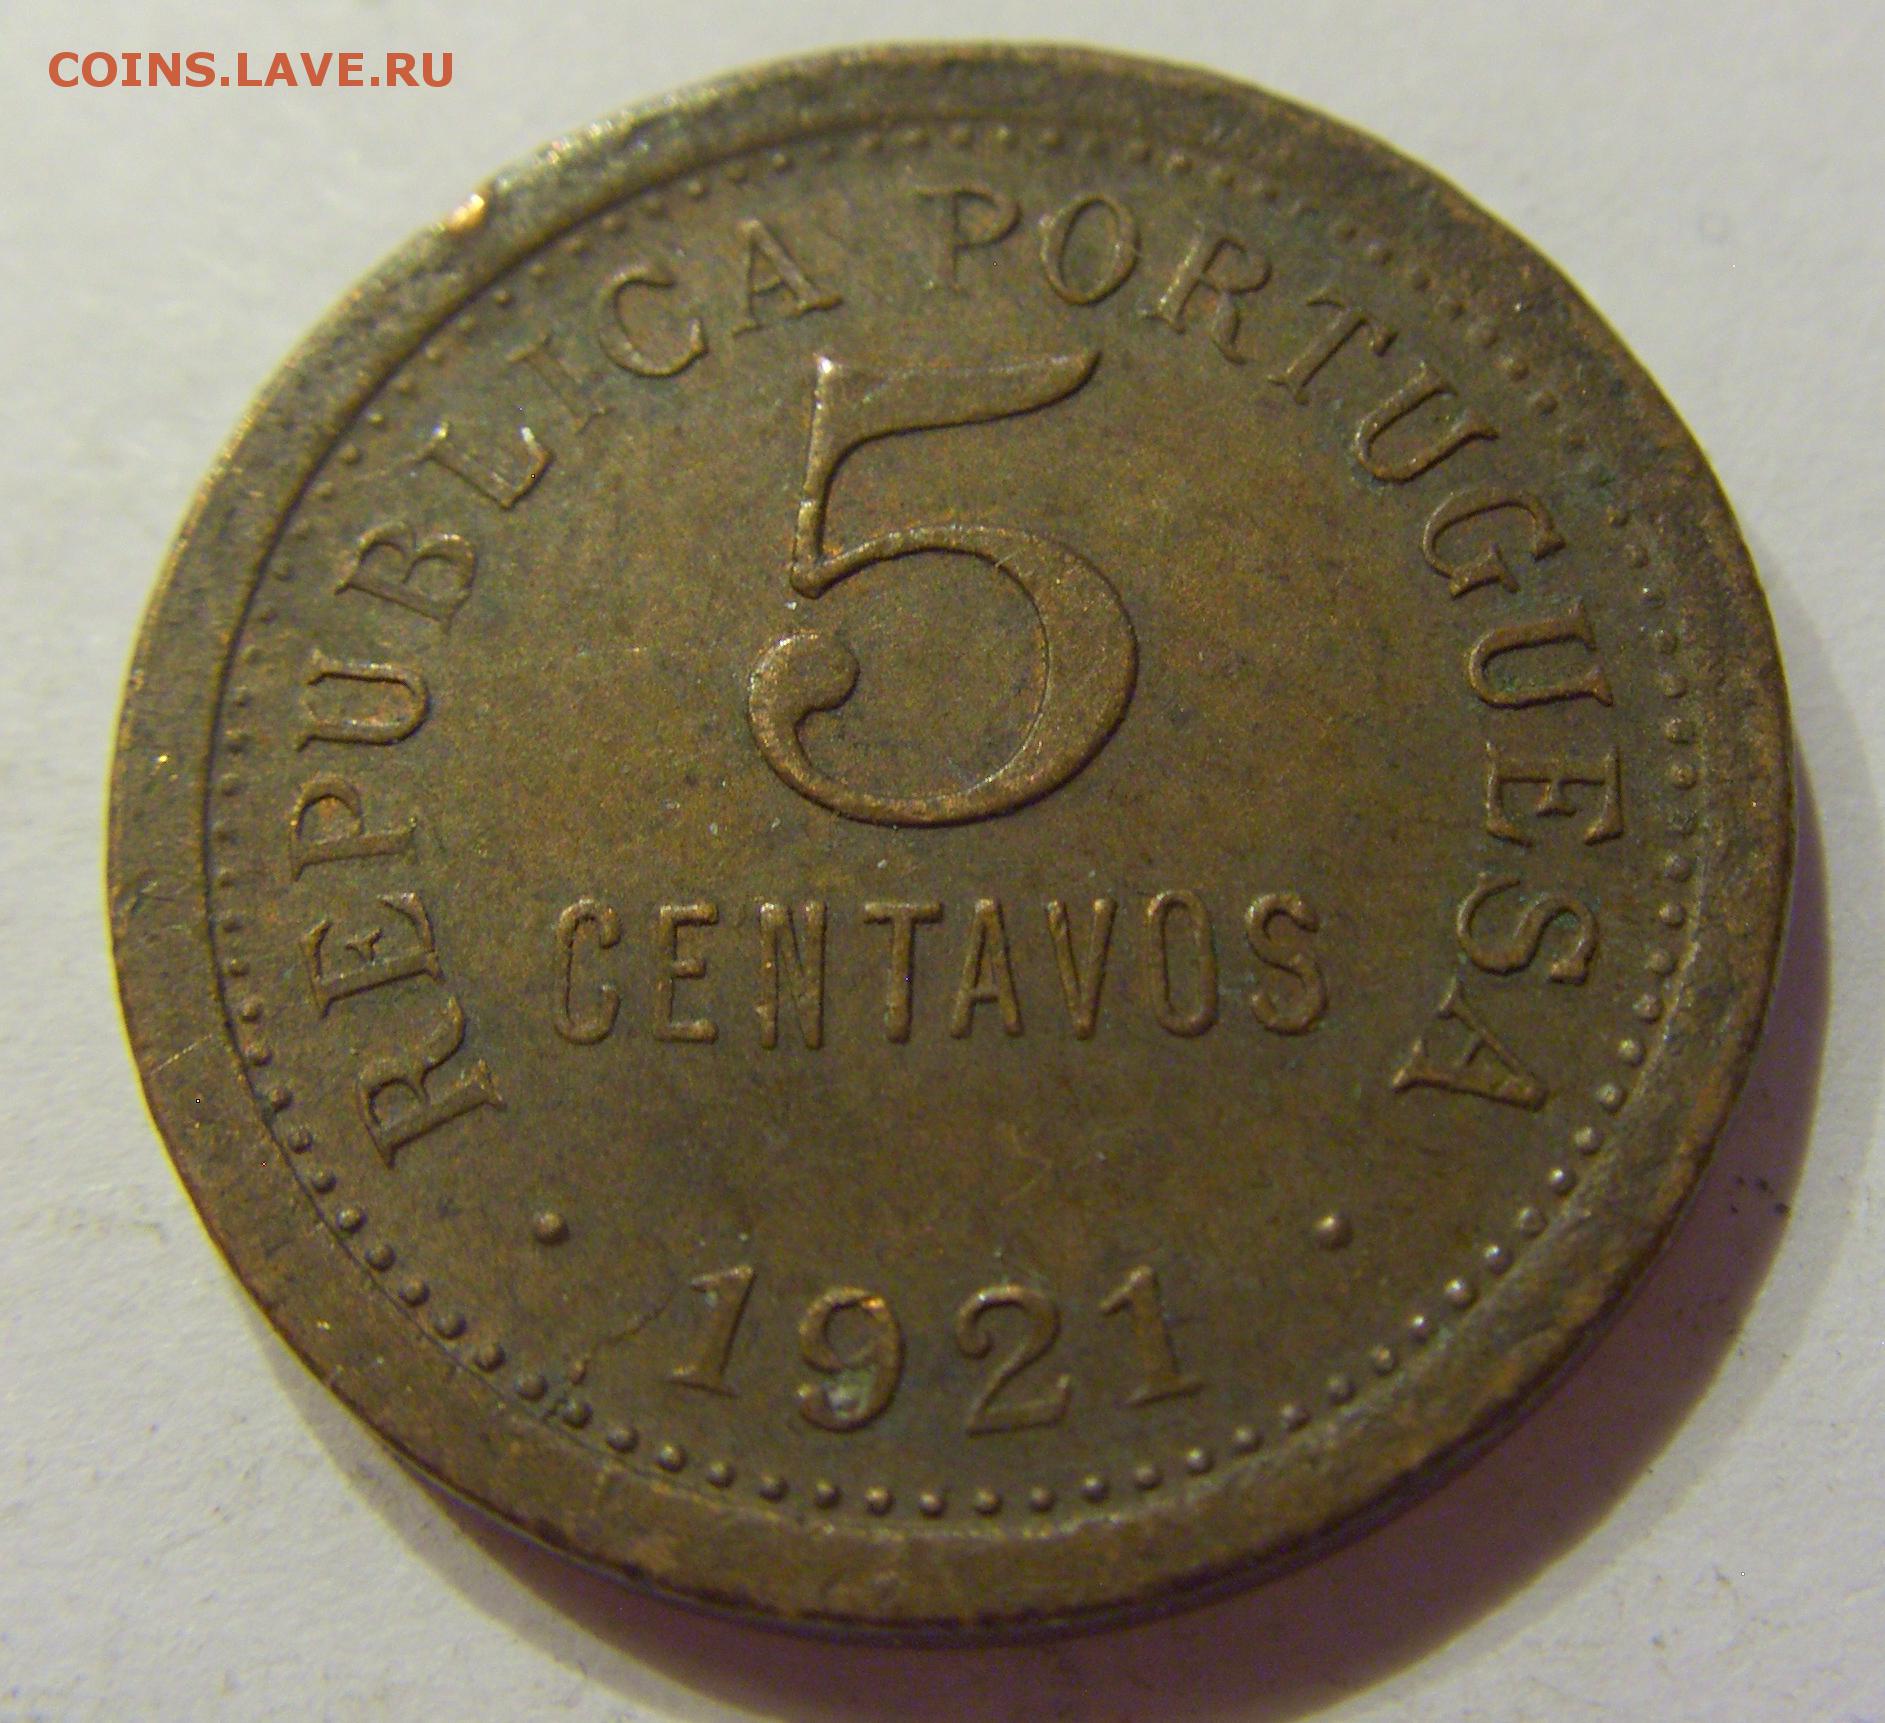 COINS.LAVE.RU
REPUBLICA PORTUGUESA
5
CENTAVOS
· 1921 ·